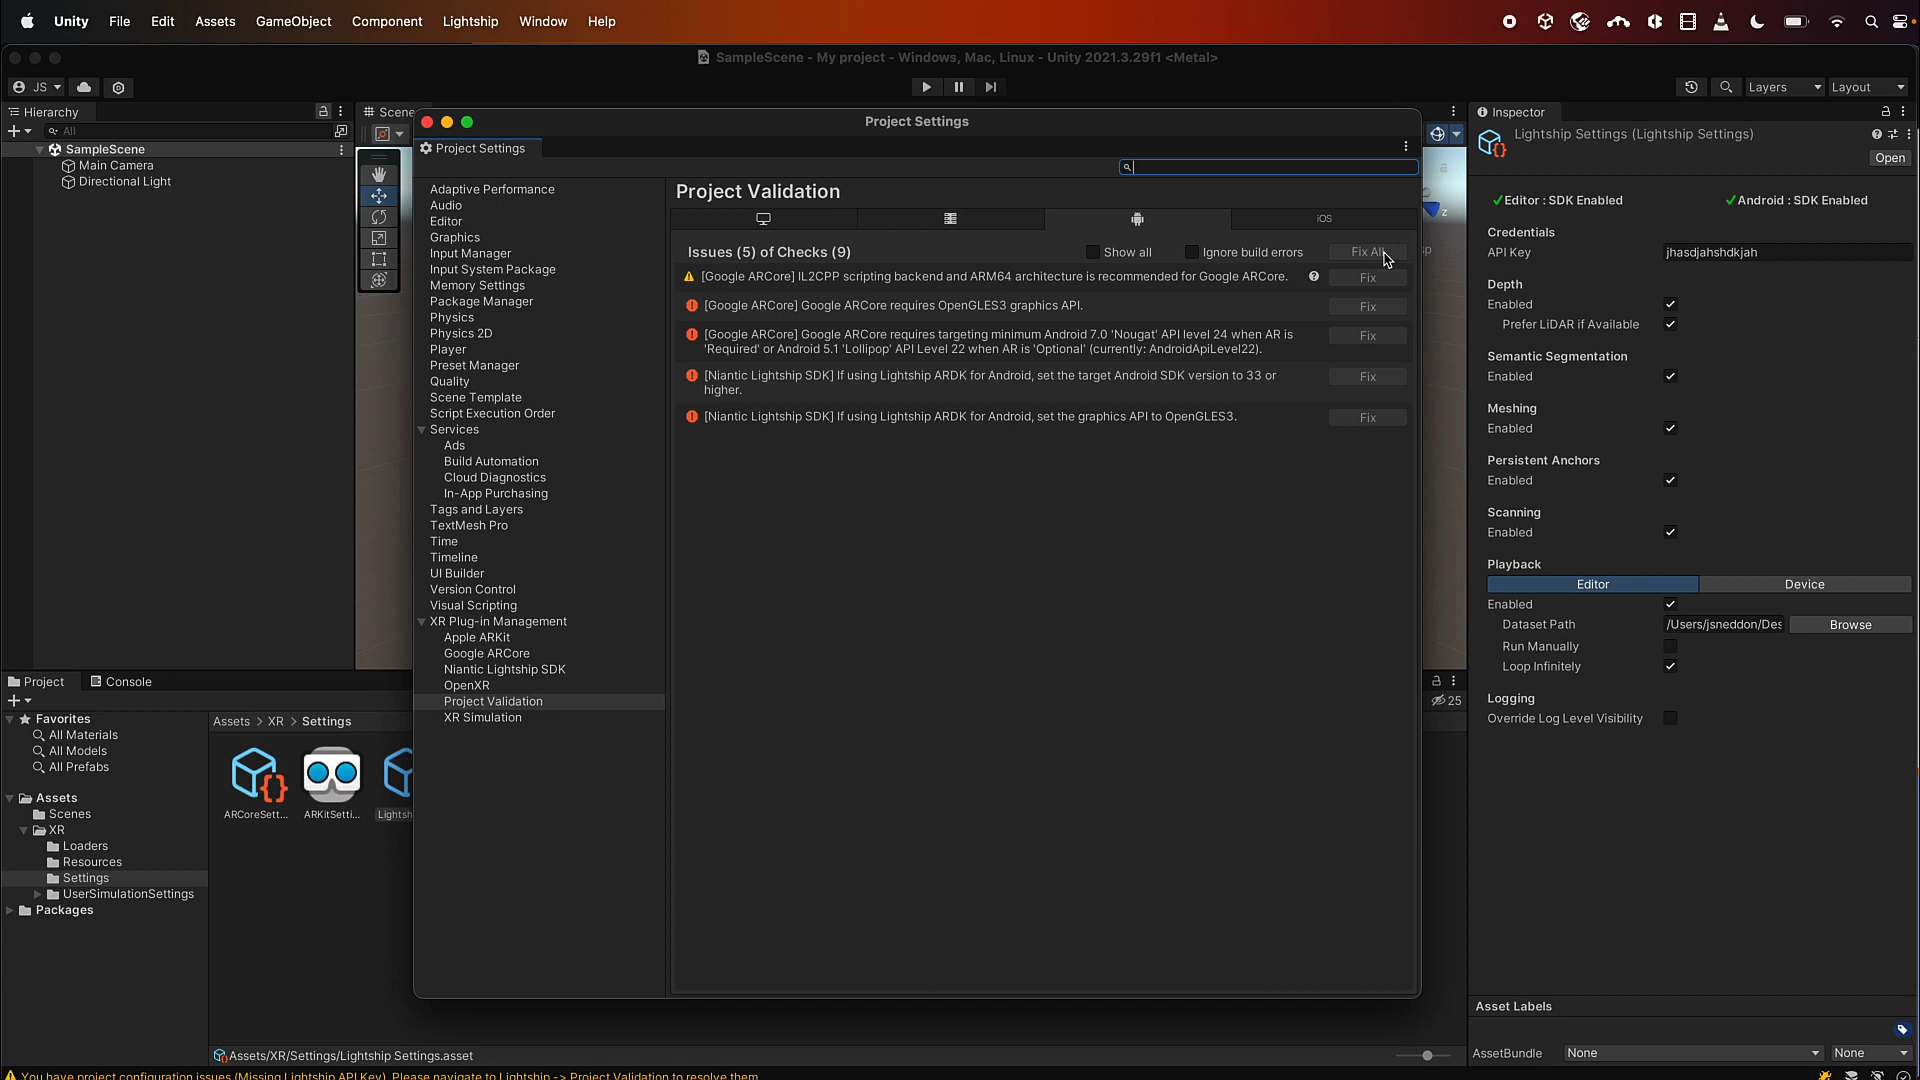 Unity File Edit Assets GameObject Component Lightship Window Help
SampleScene - My project - Windows, Mac, Linux - Unity 2021.3.29f1 <Metal>
JS
Layers
Layout
Hierarchy
All
SampleScene
Main Camera
Directional Light
Scene
Project Settings
Project Settings
Adaptive Performance
Audio
Editor
Graphics
Input Manager
Input System Package
Memory Settings
Package Manager
Physics
Physics 2D
Player
Preset Manager
Quality
Scene Template
Script Execution Order
Services
Ads
Build Automation
Cloud Diagnostics
In-App Purchasing
Tags and Layers
TextMesh Pro
Time
Timeline
UI Builder
Version Control
Visual Scripting
XR Plug-in Management
Apple ARKit
Google ARCore
Niantic Lightship SDK
OpenXR
Project Validation
XR Simulation
Project Validation
iOS
Issues (5) of Checks (9)
Show all
Ignore build errors
Fix All
[Google ARCore] IL2CPP scripting backend and ARM64 architecture is recommended for Google ARCore.
Fix
[Google ARCore] Google ARCore requires OpenGLES3 graphics API.
Fix
[Google ARCore] Google ARCore requires targeting minimum Android 7.0 'Nougat' API level 24 when AR is
'Required' or Android 5.1 'Lollipop' API Level 22 when AR is 'Optional' (currently: AndroidApiLevel22).
Fix
[Niantic Lightship SDK] If using Lightship ARDK for Android, set the target Android SDK version to 33 or
higher.
Fix
[Niantic Lightship SDK] If using Lightship ARDK for Android, set the graphics API to OpenGLES3.
Fix
z
Inspector
Lightship Settings (Lightship Settings)
Open
Editor : SDK Enabled
Android : SDK Enabled
Credentials
API Key jhasdjahshdkjah
Depth
Enabled
Prefer LiDAR if Available
Semantic Segmentation
Enabled
Meshing
Enabled
Persistent Anchors
Enabled
Scanning
Enabled
Playback
Editor Device
Enabled
Dataset Path /Users/jsneddon/Des Browse
Run Manually
Loop Infinitely
Logging
Override Log Level Visibility
Asset Labels
AssetBundle None None
Project
Console
25
Favorites
All Materials
All Models
All Prefabs
Assets
Scenes
XR
Loaders
Resources
Settings
UserSimulationSettings
Packages
Assets > XR > Settings
ARCoreSett...
ARKitSetti...
Lightsh
Assets/XR/Settings/Lightship Settings.asset
You have project configuration issues (Missing Lightship API Key). Please navigate to Lightship -> Project Validation to resolve them